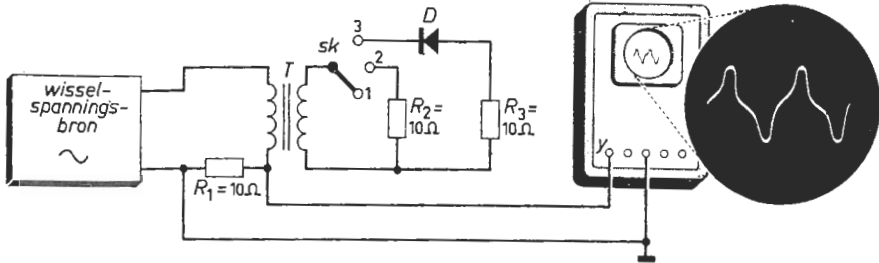 wissel-
spannings-
bron
~
R1 = 10Ω
T
sk
3
2
1
D
R2 =
10Ω
R3 =
10Ω
y